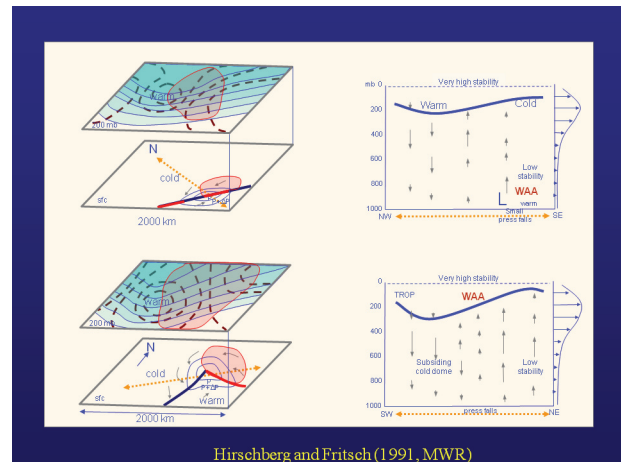 warm
200 mb
N
cold
P+ΔP
sfc
2000 km
mb 0
Very high stability
200
Warm
Cold
400
600
Low
stability
800
WAA
L
warm
1000
NW
Small
press falls
SE
warm
200 mb
N
cold
P+ΔP
warm
sfc
2000 km
Very high stability
0
TROP
WAA
200
400
600
Subsiding
cold dome
Low
stability
800
1000
SW
press falls
NE
Hirschberg and Fritsch (1991, MWR)